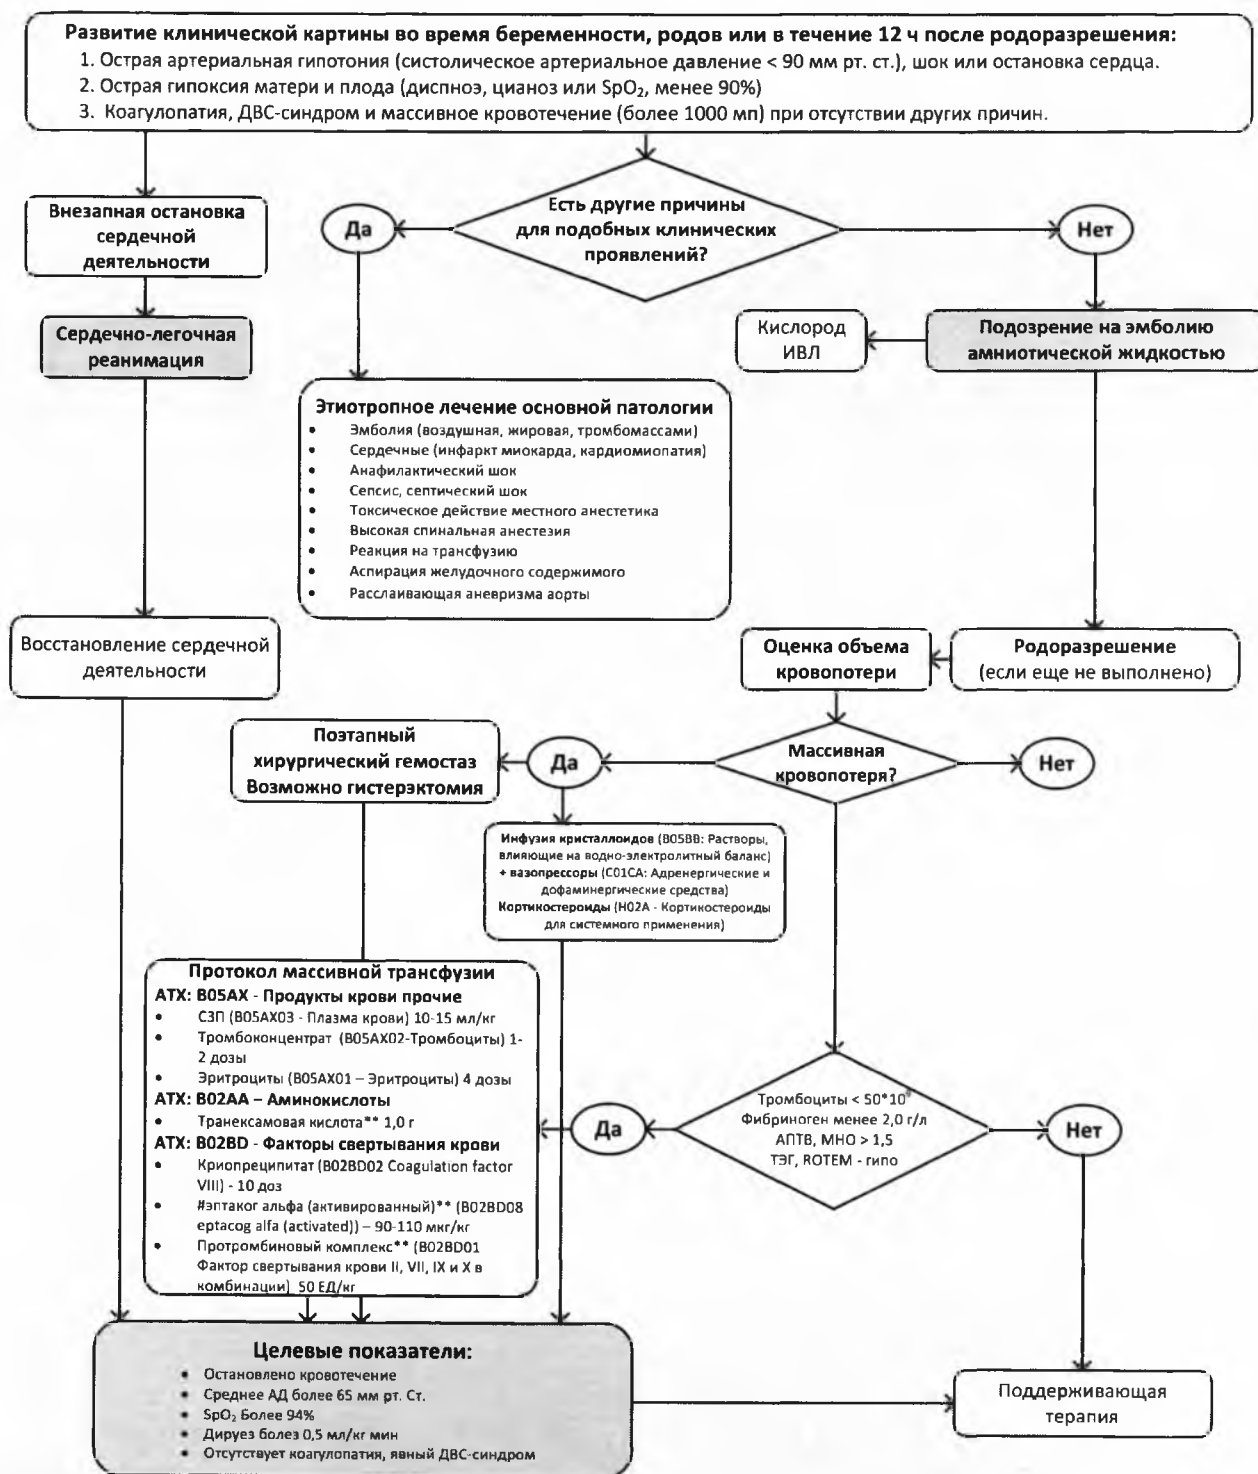 Развитие клинической картины во время беременности, родов или в течение 12 ч после родоразрешения:
1. Острая артериальная гипотония (систолическое артериальное давление < 90 мм рт. ст.), шок или остановка сердца.
2. Острая гипоксия матери и плода (диспноэ, цианоз или SpO₂, менее 90%)
3. Коагулопатия, ДВС-синдром и массивное кровотечение (более 1000 мп) при отсутствии других причин.
Внезапная остановка
сердечной
деятельности
Да
Есть другие причины
для подобных клинических
проявлений?
Нет
Сердечно-легочная
реанимация
Кислород
ИВЛ
Подозрение на эмболию
амниотической жидкостью
Этиотропное лечение основной патологии
• Эмболия (воздушная, жировая, тромбомассами)
• Сердечные (инфаркт миокарда, кардиомиопатия)
• Анафилактический шок
• Сепсис, септический шок
• Токсическое действие местного анестетика
• Высокая спинальная анестезия
• Реакция на трансфузию
• Аспирация желудочного содержимого
• Расслаивающая аневризма аорты
Восстановление сердечной
деятельности
Оценка объема
кровопотери
Родоразрешение
(если еще не выполнено)
Поэтапный
хирургический гемостаз
Возможно гистерэктомия
Да
Массивная
кровопотеря?
Нет
Инфузия кристаллоидов (B05BB: Растворы,
влияющие на водно-электролитный баланс)
+ вазопрессоры (C01CA: Адренергические и
дофаминергические средства)
Кортикостероиды (H02A - Кортикостероиды
для системного применения)
Протокол массивной трансфузии
АТХ: B05AX - Продукты крови прочие
• СЗП (B05AX03 - Плазма крови) 10-15 мл/кг
• Тромбоконцентрат (B05AX02-Тромбоциты) 1-
2 дозы
• Эритроциты (B05AX01 – Эритроциты) 4 дозы
АТХ: B02AA – Аминокислоты
• Транексамовая кислота** 1,0 г
АТХ: B02BD - Факторы свертывания крови
• Криопреципитат (B02BD02 Coagulation factor
VIII) - 10 доз
• #эптаког альфа (активированный)** (B02BD08
eptacog alfa (activated)) – 90-110 мкг/кг
• Протромбиновый комплекс** (B02BD01
Фактор свертывания крови II, VII, IX и X в
комбинации) 50 ЕД/кг
Да
Тромбоциты < 50*10⁹
Фибриноген менее 2,0 г/л
АПТВ, МНО > 1,5
ТЭГ, ROTEM - гипо
Нет
Целевые показатели:
• Остановлено кровотечение
• Среднее АД более 65 мм рт. Ст.
• SpO₂ Более 94%
• Дируез болез 0,5 мл/кг мин
• Отсутствует коагулопатия, явный ДВС-синдром
Поддерживающая
терапия